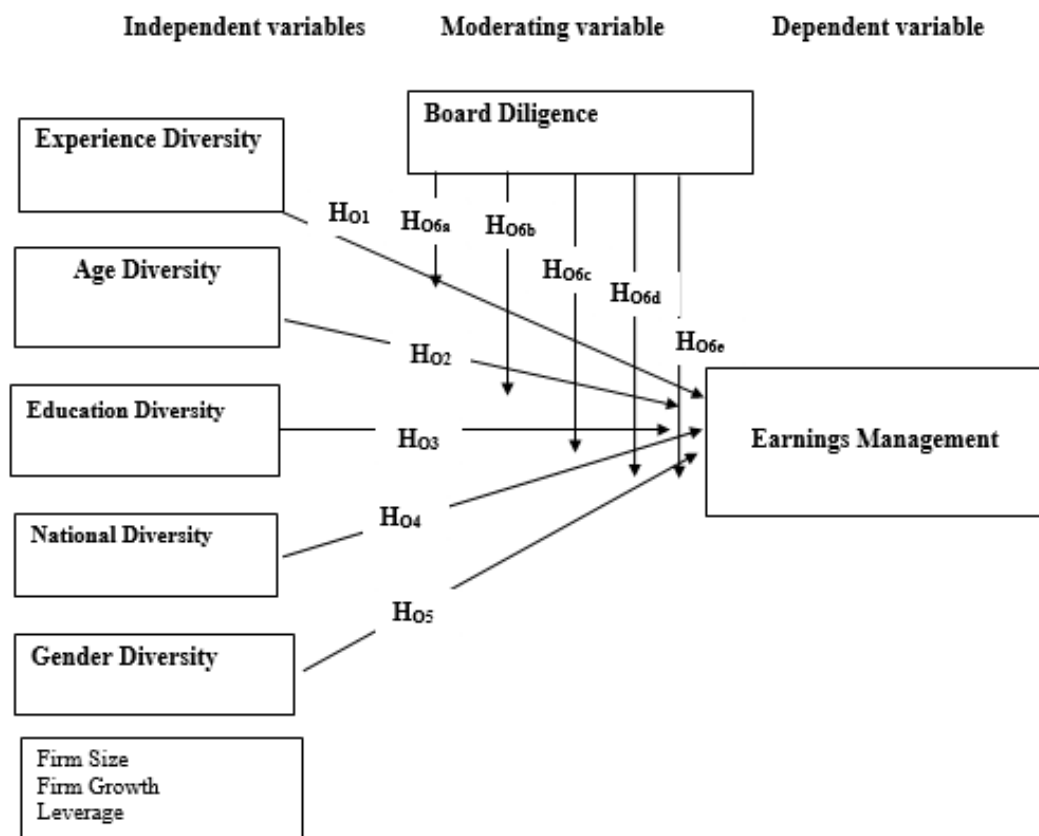 Independent variables
Moderating variable
Dependent variable
Board Diligence
Experience Diversity
HO1
HO6a
HO6b
Age Diversity
HO6c
HO6d
HO2
HO6e
Education Diversity
HO3
Earnings Management
HO4
National Diversity
HO5
Gender Diversity
Firm Size
Firm Growth
Leverage